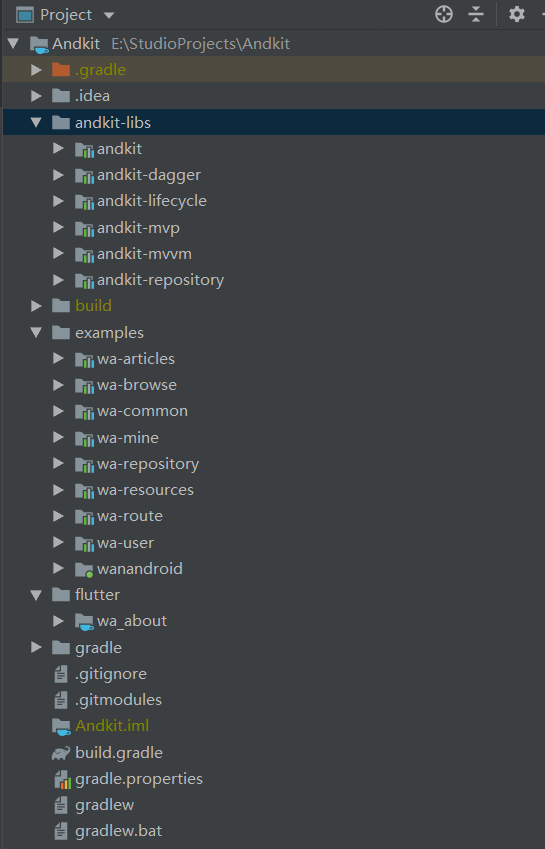 Project
Andkit E:\StudioProjects\Andkit
.gradle
.idea
andkit-libs
andkit
andkit-dagger
andkit-lifecycle
andkit-mvp
andkit-mvvm
andkit-repository
build
examples
wa-articles
wa-browse
wa-common
wa-mine
wa-repository
wa-resources
wa-route
wa-user
wanandroid
flutter
wa_about
gradle
.gitignore
.gitmodules
Andkit.iml
build.gradle
gradle.properties
gradlew
gradlew.bat